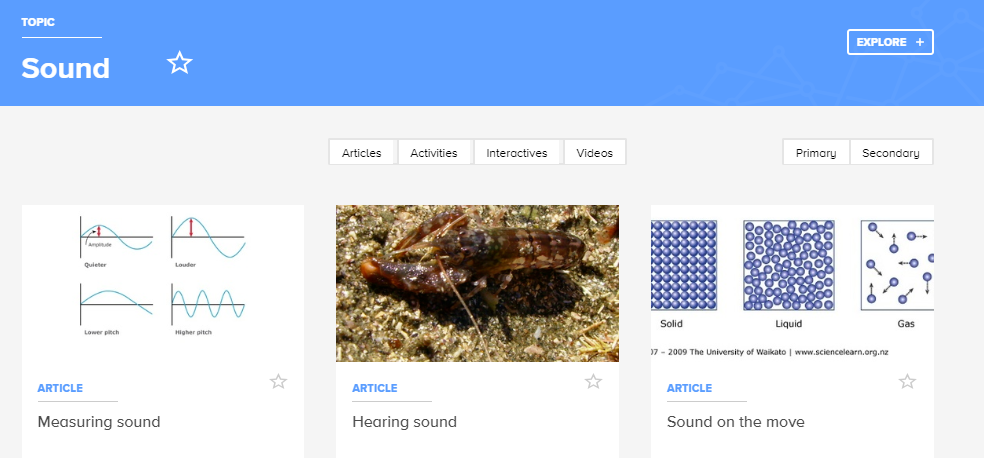 TOPIC
Sound
EXPLORE +
Articles Activities Interactives Videos
Primary Secondary
Amplitude
Quieter Louder
Lower pitch Higher pitch
Solid Liquid Gas
07 – 2009 The University of Waikato | www.sciencelearn.org.nz
ARTICLE
Measuring sound
ARTICLE
Hearing sound
ARTICLE
Sound on the move